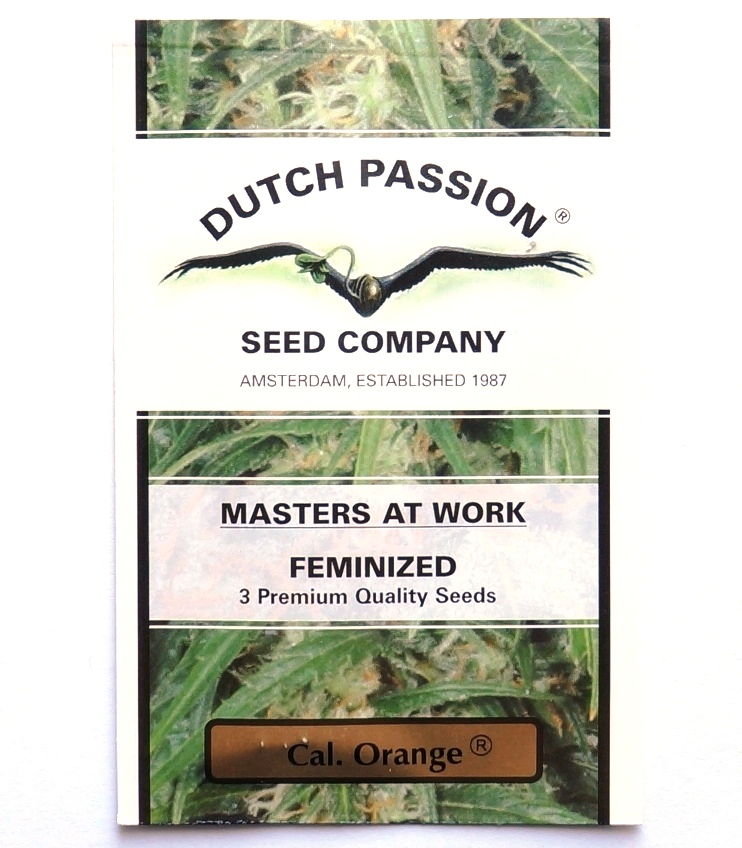 DUTCH PASSION®
SEED COMPANY
AMSTERDAM, ESTABLISHED 1987
MASTERS AT WORK
FEMINIZED
3 Premium Quality Seeds
Cal. Orange®